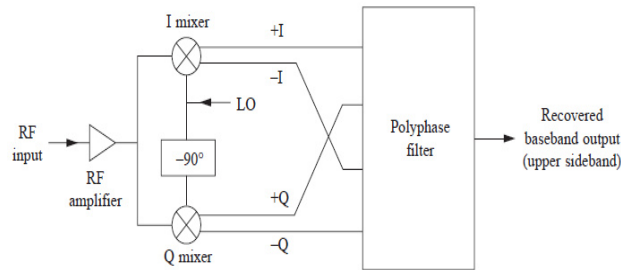 I mixer
+I
–I
LO
RF
input
RF
amplifier
–90°
+Q
–Q
Q mixer
Polyphase
filter
Recovered
baseband output
(upper sideband)